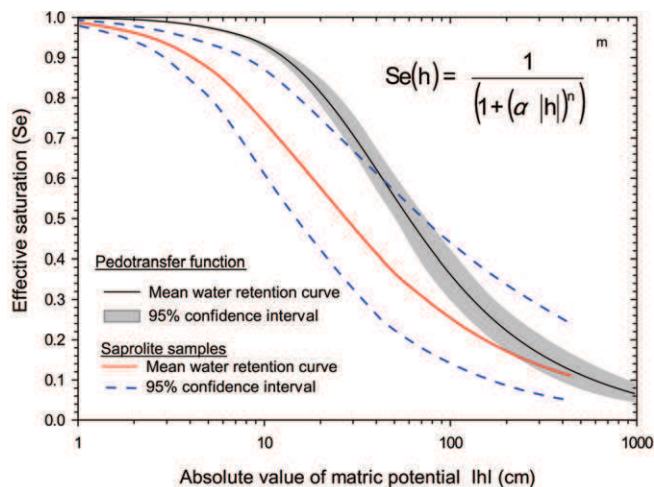 1.0
0.9
0.8
0.7
0.6
0.5
0.4
0.3
0.2
0.1
0.0
Effective saturation (Se)
m
Se(h) = 1
(1+(α |h|)ⁿ)
Pedotransfer function
Mean water retention curve
95% confidence interval
Saprolite samples
Mean water retention curve
95% confidence interval
1 10 100 1000
Absolute value of matric potential |h| (cm)